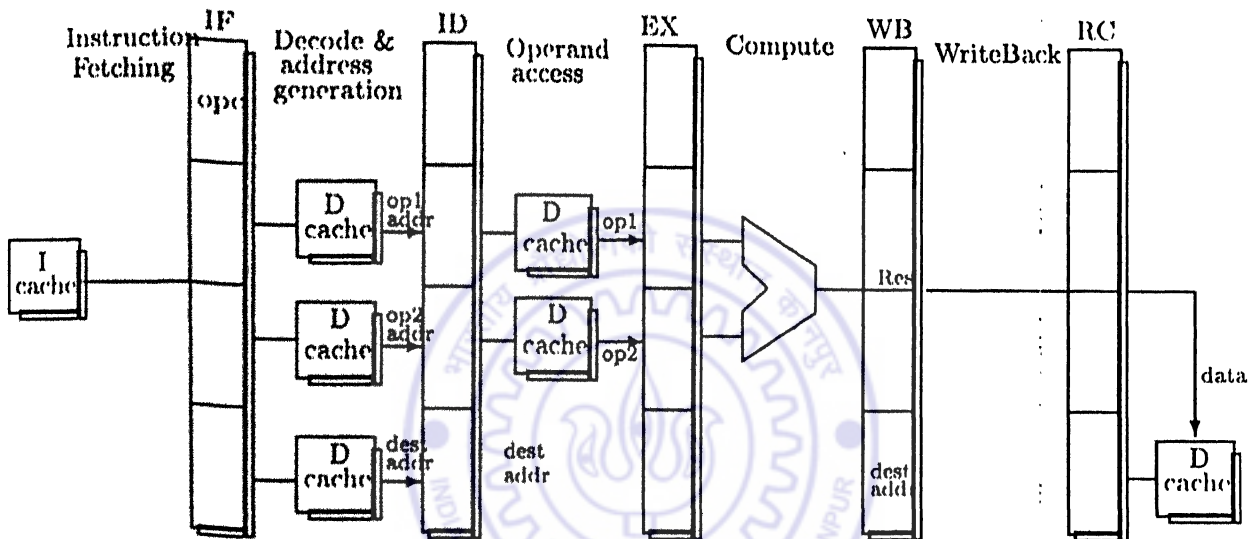 IF
ID
EX
WB
RC
Instruction
Fetching
Decode &
address
generation
Operand
access
Compute
WriteBack
opc
I
cache
D
cache
op1
addr
D
cache
op2
addr
D
cache
dest
addr
D
cache
op1
D
cache
op2
dest
addr
Res
dest
add
data
D
cache